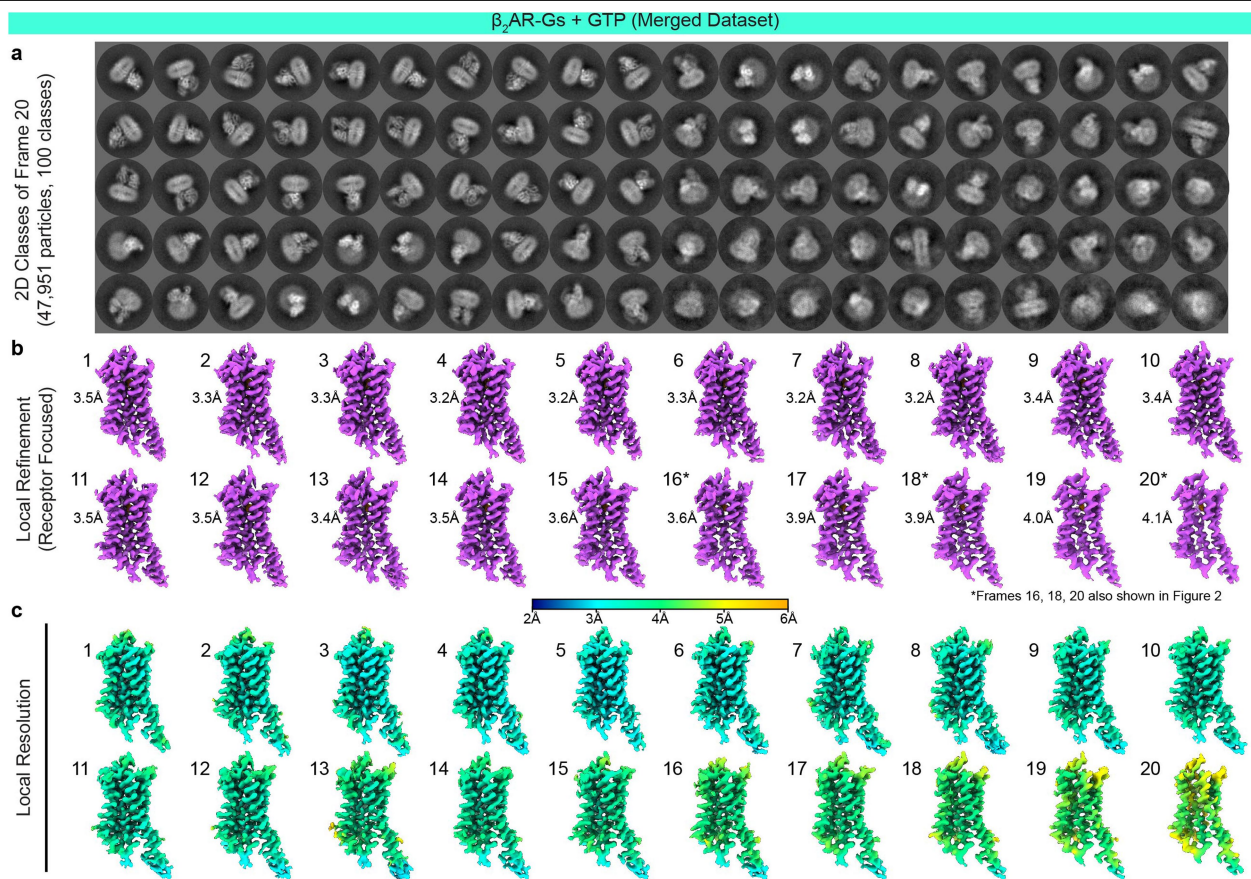 β₂AR-Gs + GTP (Merged Dataset)
a
2D Classes of Frame 20
(47,951 particles, 100 classes)
b
Local Refinement
(Receptor Focused)
1 2 3 4 5 6 7 8 9 10
3.5Å 3.3Å 3.3Å 3.2Å 3.2Å 3.3Å 3.2Å 3.2Å 3.4Å 3.4Å
11 12 13 14 15 16* 17 18* 19 20*
3.5Å 3.5Å 3.4Å 3.5Å 3.6Å 3.6Å 3.9Å 3.9Å 4.0Å 4.1Å
*Frames 16, 18, 20 also shown in Figure 2
c
2Å 3Å 4Å 5Å 6Å
Local Resolution
1 2 3 4 5 6 7 8 9 10
11 12 13 14 15 16 17 18 19 20